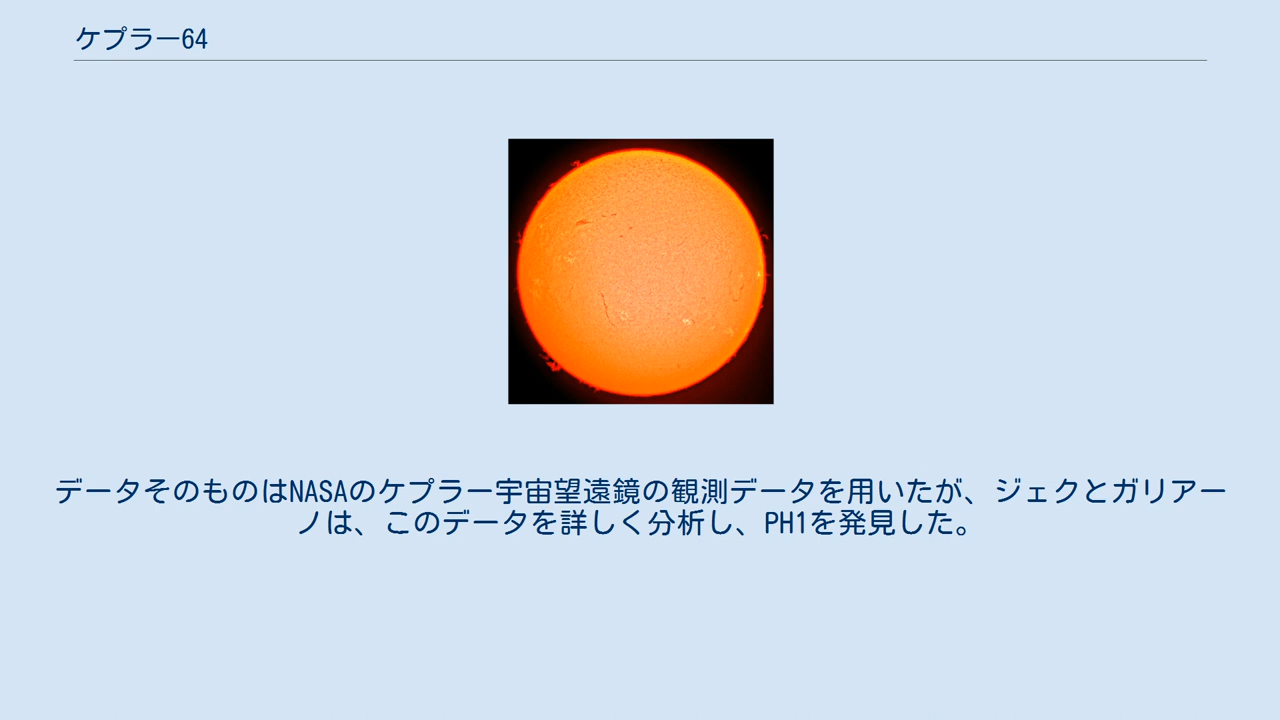 ケプラー64
データそのものはNASAのケプラー宇宙望遠鏡の観測データを用いたが、ジェクとガリアー
ノは、このデータを詳しく分析し、PH1を発見した。